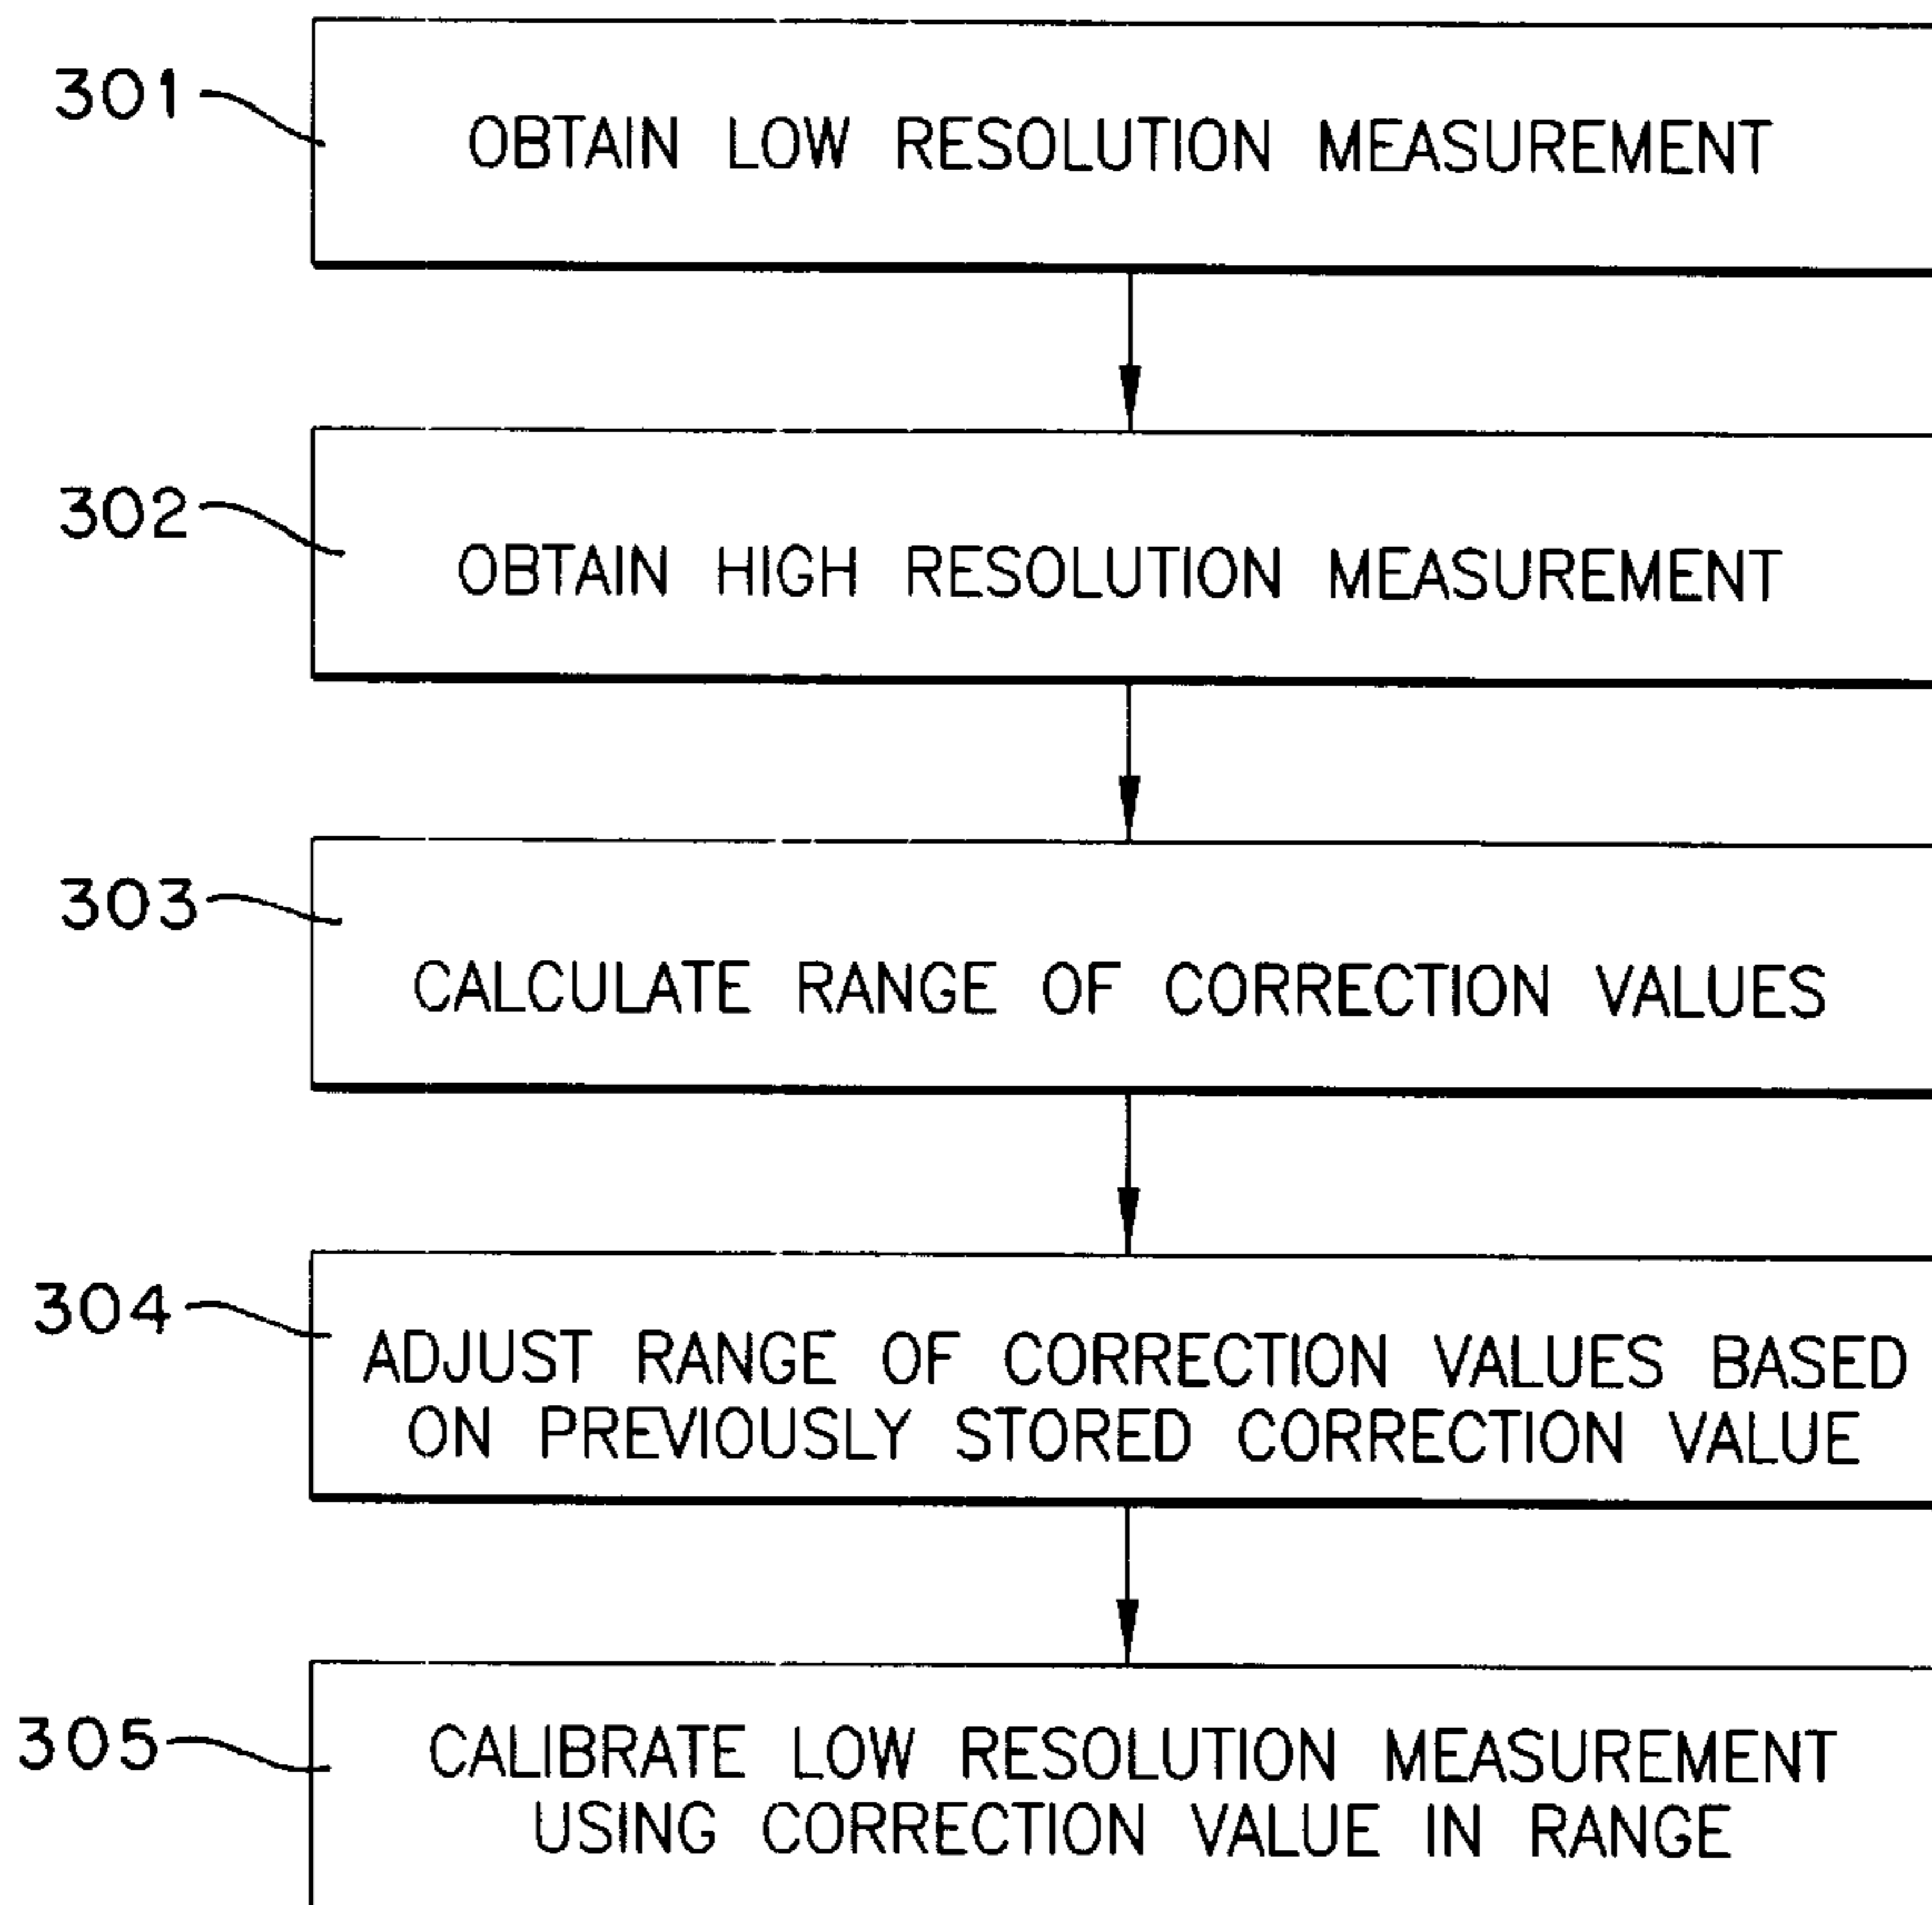 301
OBTAIN LOW RESOLUTION MEASUREMENT
302
OBTAIN HIGH RESOLUTION MEASUREMENT
303
CALCULATE RANGE OF CORRECTION VALUES
304
ADJUST RANGE OF CORRECTION VALUES BASED
ON PREVIOUSLY STORED CORRECTION VALUE
305
CALIBRATE LOW RESOLUTION MEASUREMENT
USING CORRECTION VALUE IN RANGE